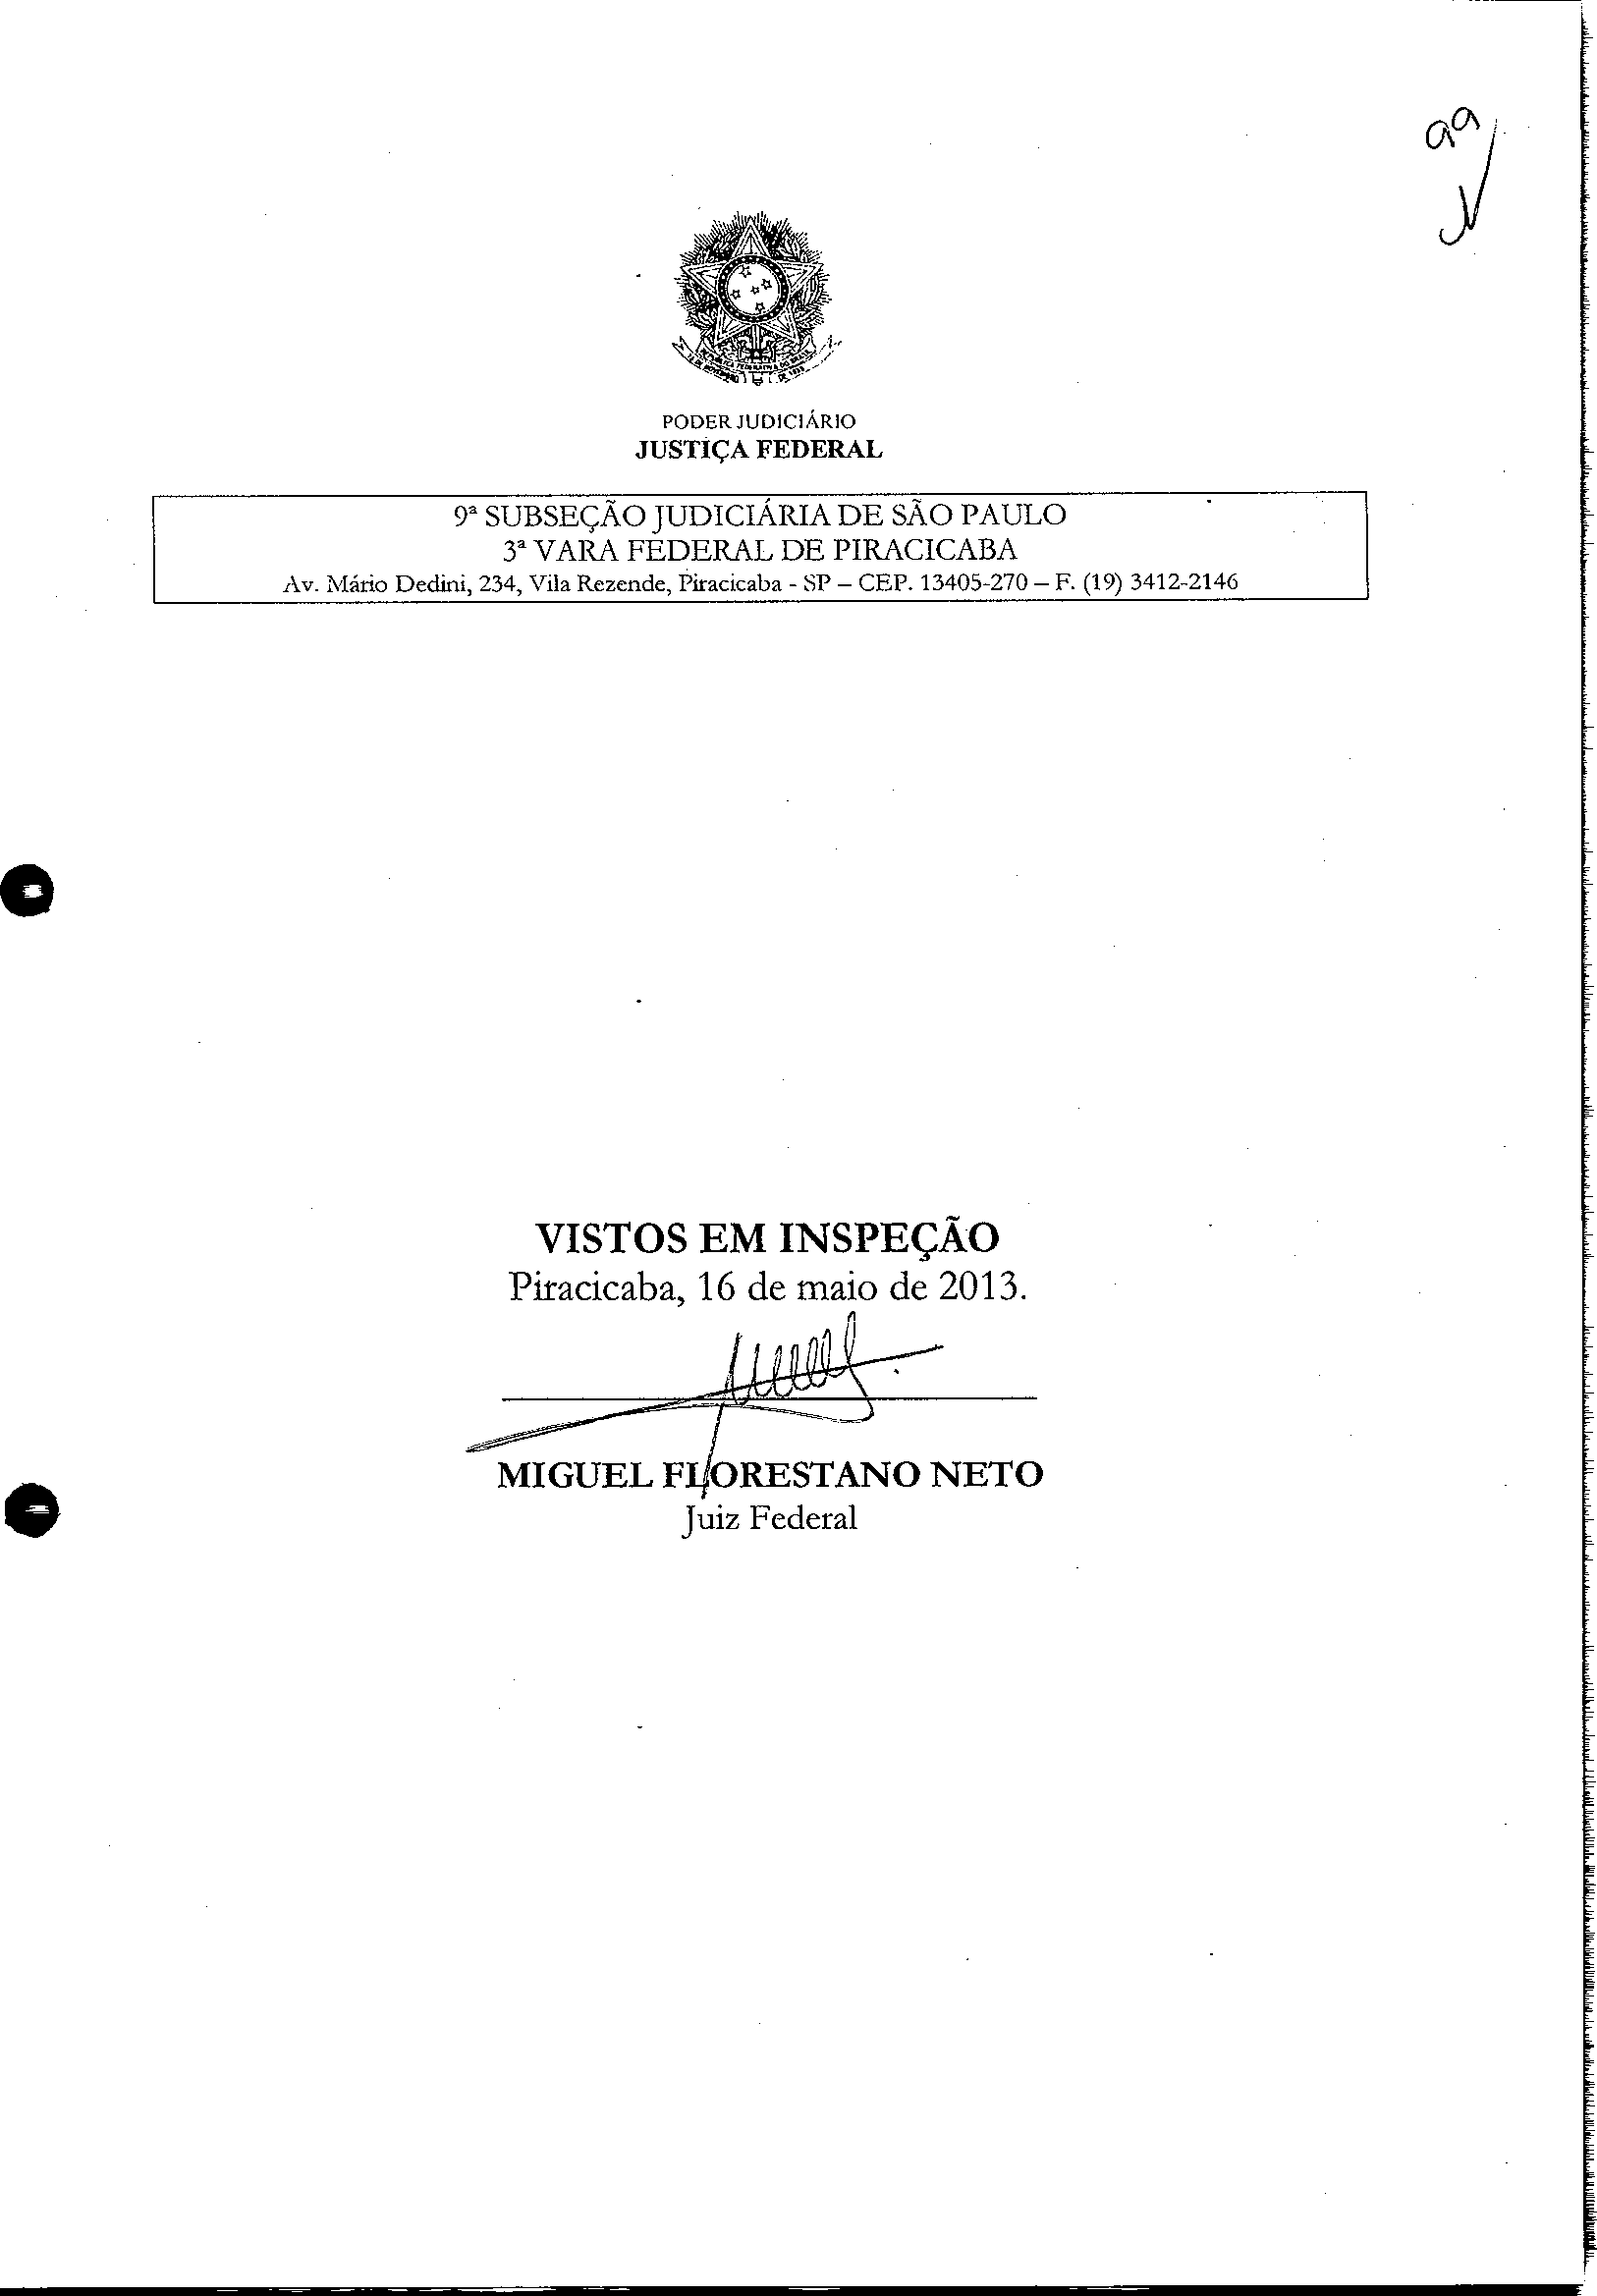 99
PODER JUDICIÁRIO
JUSTIÇA FEDERAL
9ª SUBSEÇÃO JUDICIÁRIA DE SÃO PAULO
3ª VARA FEDERAL DE PIRACICABA
Av. Mário Dedini, 234, Vila Rezende, Piracicaba - SP – CEP. 13405-270 – F. (19) 3412-2146
VISTOS EM INSPEÇÃO
Piracicaba, 16 de maio de 2013.
MIGUEL FLORESTANO NETO
Juiz Federal